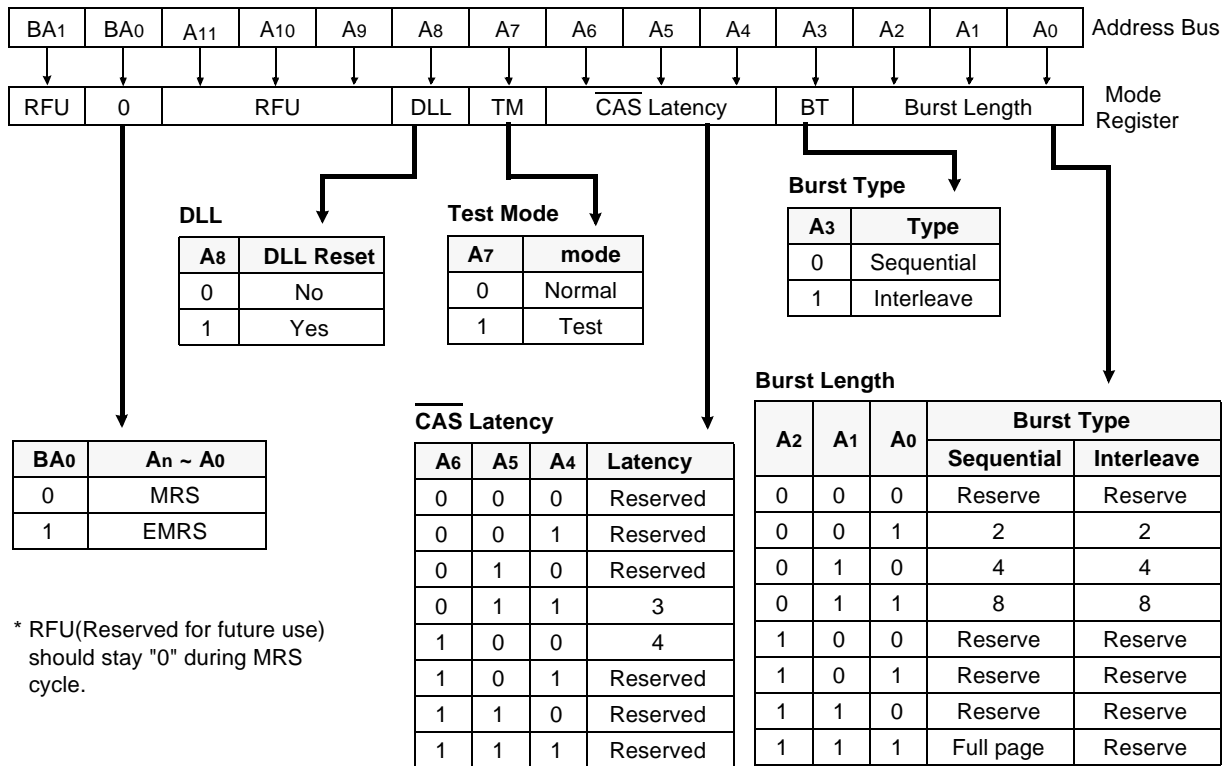 BA1 BA0 A11 A10 A9 A8 A7 A6 A5 A4 A3 A2 A1 A0 Address Bus
RFU 0 RFU DLL TM CAS Latency BT Burst Length Mode Register
DLL
A8 DLL Reset
0 No
1 Yes
Test Mode
A7 mode
0 Normal
1 Test
Burst Type
A3 Type
0 Sequential
1 Interleave
BA0 An ~ A0
0 MRS
1 EMRS
* RFU(Reserved for future use)
should stay "0" during MRS
cycle.
CAS Latency
A6 A5 A4 Latency
0 0 0 Reserved
0 0 1 Reserved
0 1 0 Reserved
0 1 1 3
1 0 0 4
1 0 1 Reserved
1 1 0 Reserved
1 1 1 Reserved
Burst Length
A2 A1 A0 Burst Type
Sequential Interleave
0 0 0 Reserve Reserve
0 0 1 2 2
0 1 0 4 4
0 1 1 8 8
1 0 0 Reserve Reserve
1 0 1 Reserve Reserve
1 1 0 Reserve Reserve
1 1 1 Full page Reserve